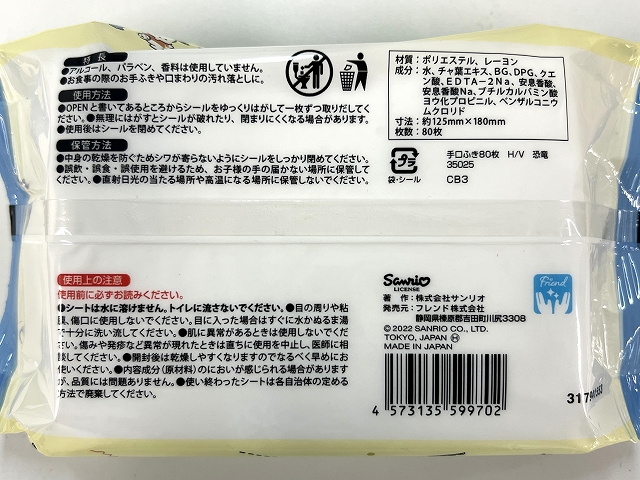 特長
●アルコール、パラベン、香料は使用していません。
●お食事の際のお手ふきや口まわりの汚れ落としに。
使用方法
●OPENと書いてあるところからシールをゆっくりはがして一枚ずつ取りだしてく
ださい。●無理にはがすとシールが破れたり、閉まりにくくなる場合があります。
●使用後はシールを閉めてください。
保管方法
●中身の乾燥を防ぐためシワが寄らないようにシールをしっかり閉めてください。
●誤飲・誤食・誤使用を避けるため、お子様の手の届かない場所に保管してくだ
さい。●直射日光の当たる場所や高温になる場所に保管しないでください。
材質：ポリエステル、レーヨン
成分：水、チャ葉エキス、BG、DPG、クエ
ン酸、EDTA-2Na、安息香酸、
安息香酸Na、ブチルカルバミン酸
ヨウ化プロピニル、ベンザルコニウ
ムクロリド
寸法：約125mm×180mm
枚数：80枚
プラ
袋・シール
手口ふき80枚 H/V 恐竜
35025
CB3
使用上の注意
使用前に必ずお読みください。
●シートは水に溶けません。トイレに流さないでください。●目の周りや粘
膜、傷口に使用しないでください。目に入った場合はすぐに水かぬるま湯
で十分に洗い流してください。●肌に異常があるときは使用しないでくだ
さい。傷みや発疹など異常が現れたときは直ちに使用を中止し、医師に相
談してください。●開封後は乾燥しやすくなりますのでなるべく早めにお
使いください。●内容成分（原材料）のにおいが感じられる場合があります
が、品質には問題ありません。●使い終わったシートは各自治体の定める
方法で廃棄してください。
Sanrio
LICENSE
著作：株式会社サンリオ
発売元：フレンド株式会社
静岡県榛原郡吉田町川尻3308
© 2022 SANRIO CO., LTD.
TOKYO, JAPAN Ⓗ
MADE IN JAPAN
Friend
4 573135 599702